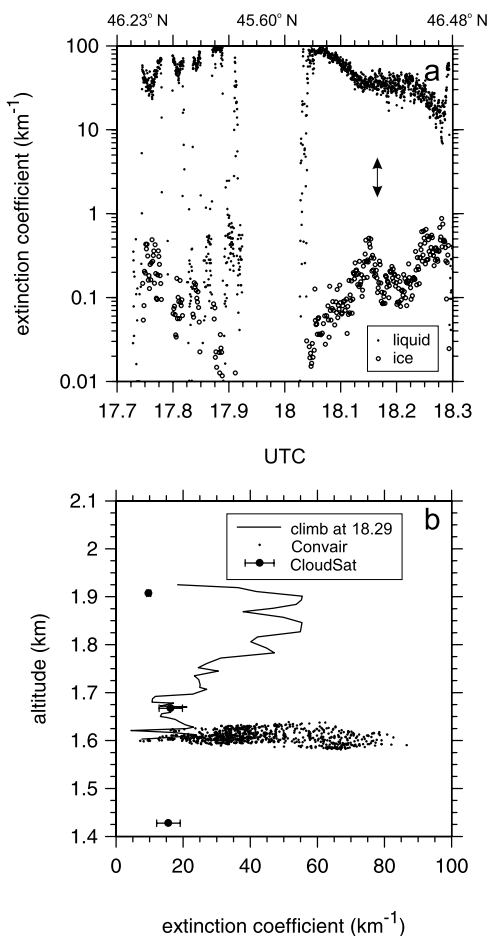 46.23° N 45.60° N 46.48° N
100
a
10
1
0.1
0.01
extinction coefficient (km-1)
liquid
ice
17.7 17.8 17.9 18 18.1 18.2 18.3
UTC
2.1
b
climb at 18.29
Convair
CloudSat
2
1.9
1.8
1.7
1.6
1.5
1.4
altitude (km)
0 20 40 60 80 100
extinction coefficient (km-1)